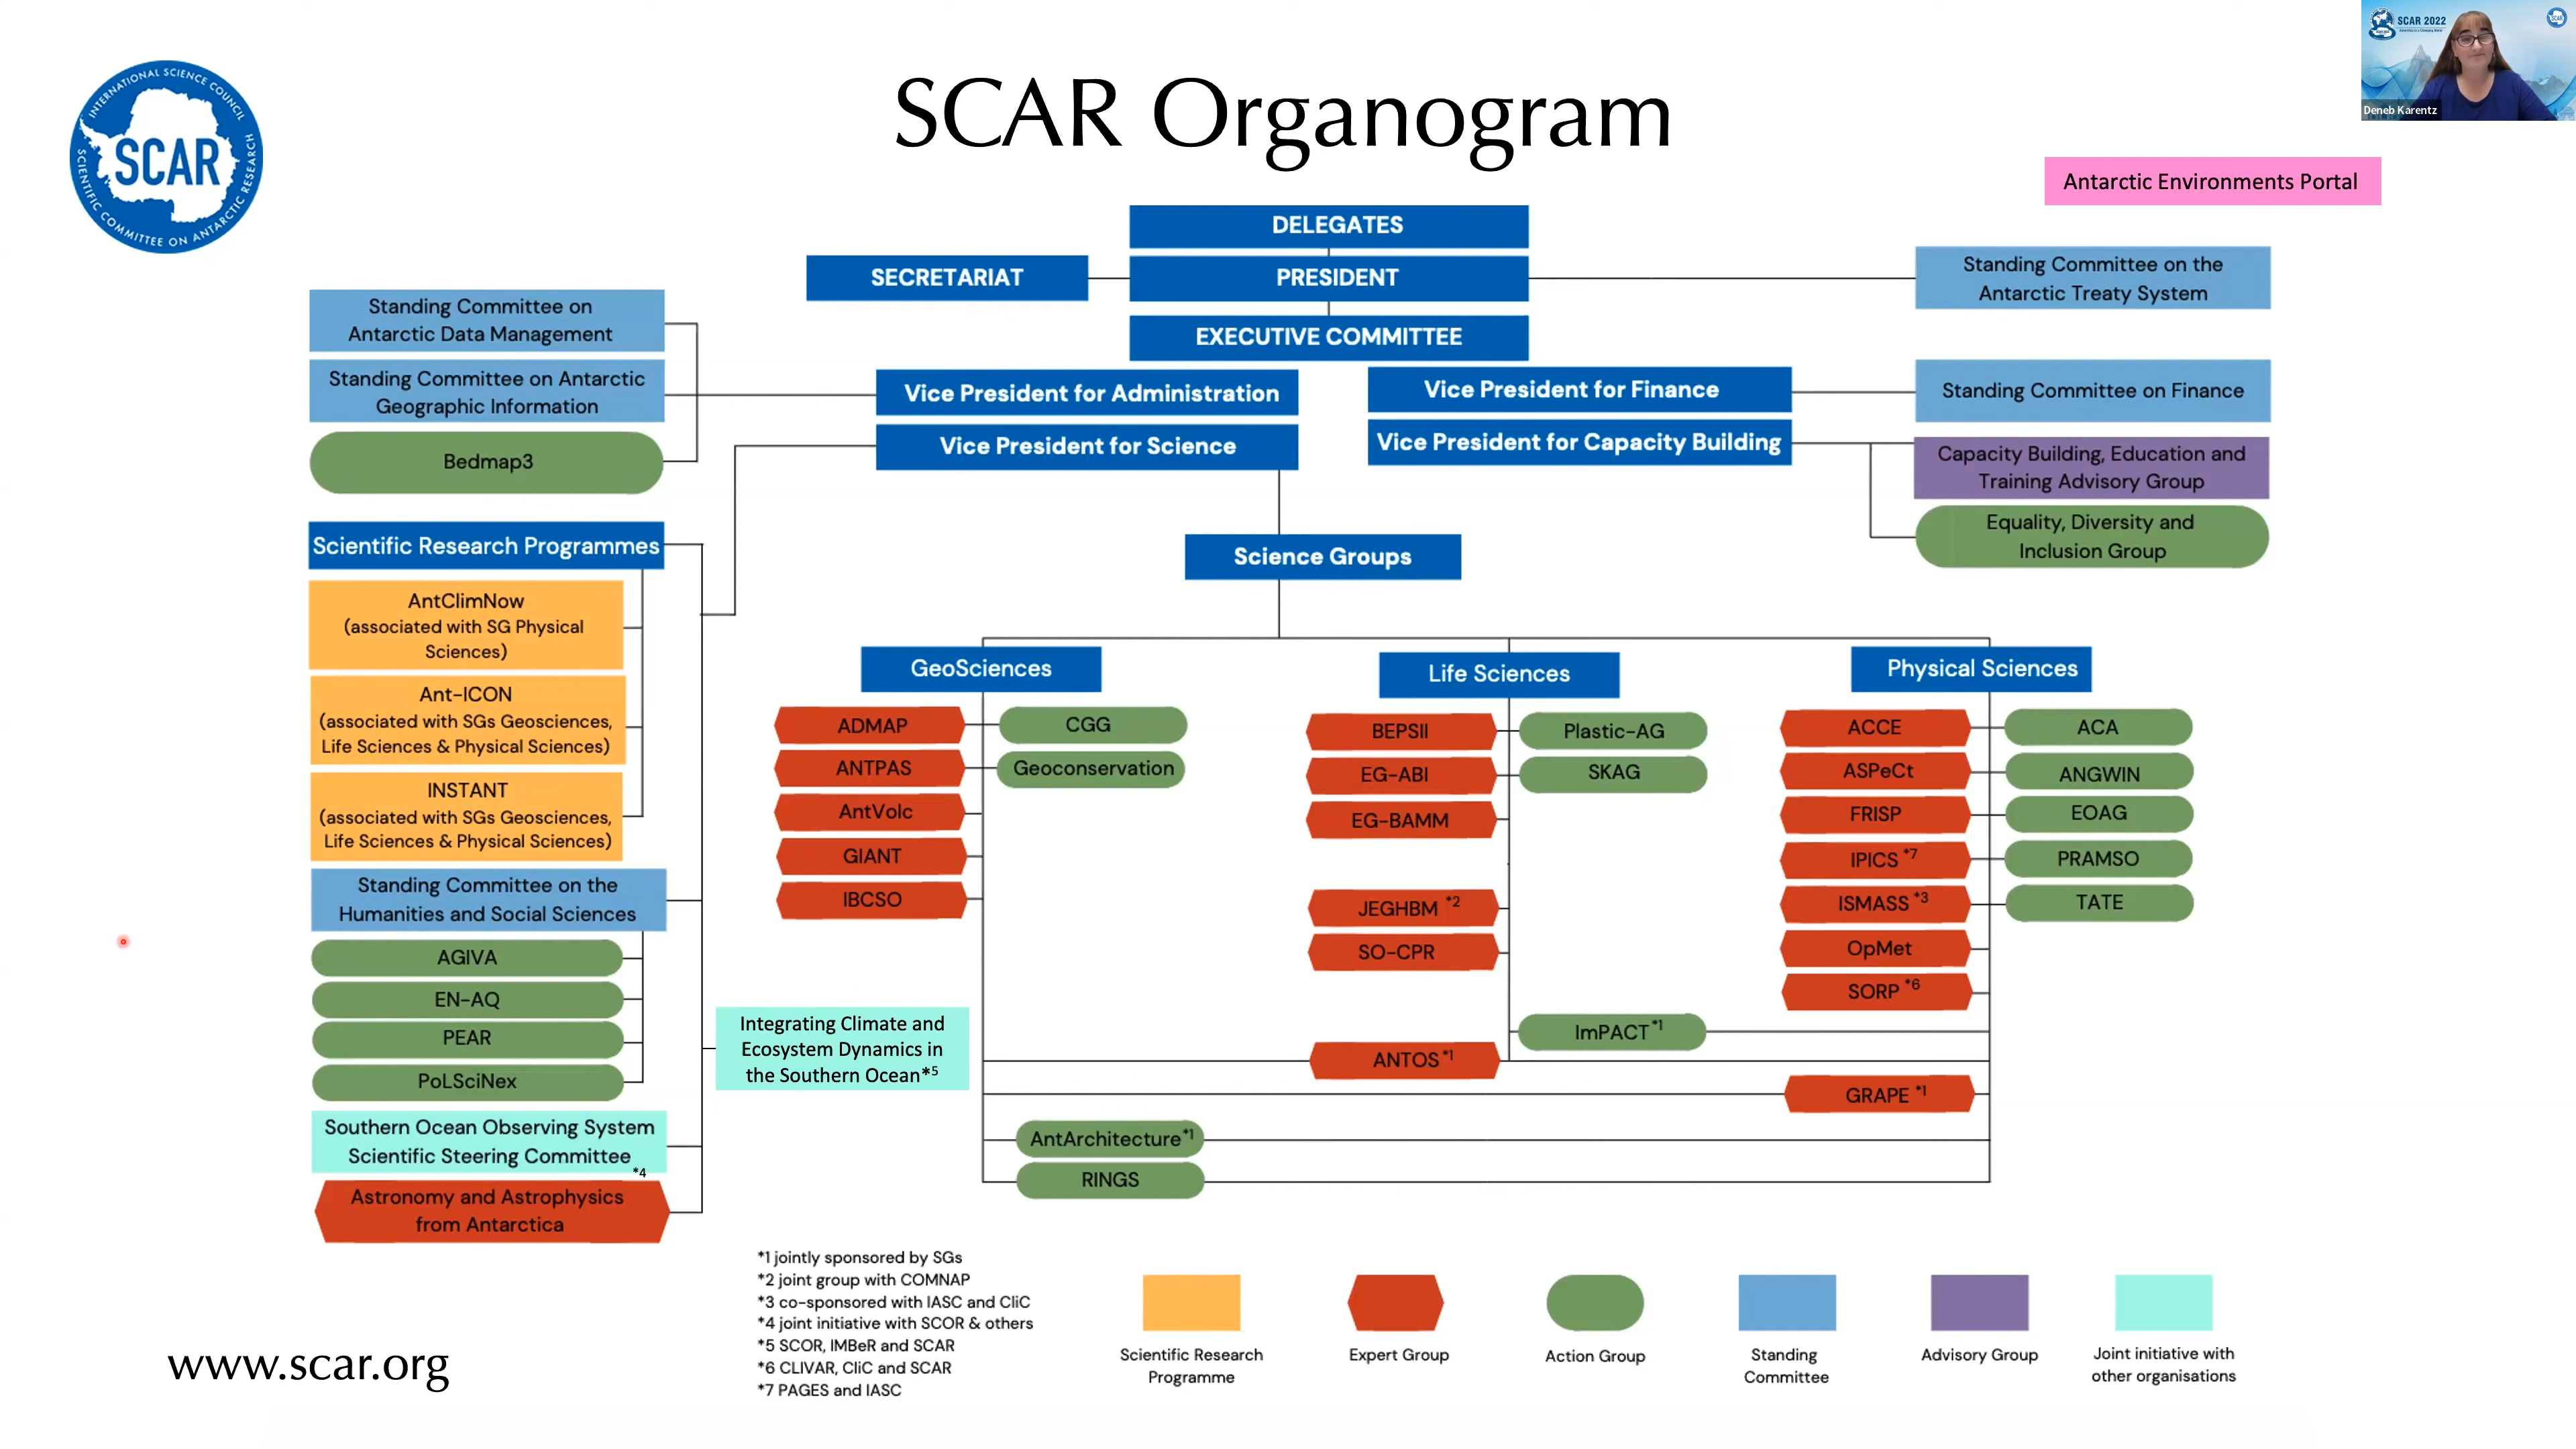 INTERNATIONAL SCIENCE COUNCIL
SCAR
SCIENTIFIC COMMITTEE ON ANTARCTIC RESEARCH
SCAR Organogram
SCAR 2022
Deneb Karentz
Antarctic Environments Portal
DELEGATES
SECRETARIAT
PRESIDENT
EXECUTIVE COMMITTEE
Standing Committee on the
Antarctic Treaty System
Standing Committee on
Antarctic Data Management
Standing Committee on Antarctic
Geographic Information
Bedmap3
Vice President for Administration
Vice President for Science
Vice President for Finance
Vice President for Capacity Building
Standing Committee on Finance
Capacity Building, Education and
Training Advisory Group
Equality, Diversity and
Inclusion Group
Scientific Research Programmes
AntClimNow
(associated with SG Physical
Sciences)
Ant-ICON
(associated with SGs Geosciences,
Life Sciences & Physical Sciences)
INSTANT
(associated with SGs Geosciences,
Life Sciences & Physical Sciences)
Standing Committee on the
Humanities and Social Sciences
AGIVA
EN-AQ
PEAR
PoLSciNex
Southern Ocean Observing System
Scientific Steering Committee
*4
Astronomy and Astrophysics
from Antarctica
Integrating Climate and
Ecosystem Dynamics in
the Southern Ocean*5
Science Groups
GeoSciences
ADMAP
ANTPAS
AntVolc
GIANT
IBCSO
CGG
Geoconservation
Life Sciences
BEPSII
EG-ABI
EG-BAMM
JEGHBM *2
SO-CPR
Plastic-AG
SKAG
Physical Sciences
ACCE
ASPeCt
FRISP
IPICS *7
ISMASS *3
OpMet
SORP *6
ACA
ANGWIN
EOAG
PRAMSO
TATE
ImPACT*1
ANTOS*1
GRAPE *1
AntArchitecture*1
RINGS
*1 jointly sponsored by SGs
*2 joint group with COMNAP
*3 co-sponsored with IASC and CliC
*4 joint initiative with SCOR & others
*5 SCOR, IMBeR and SCAR
*6 CLIVAR, CliC and SCAR
*7 PAGES and IASC
Scientific Research
Programme
Expert Group
Action Group
Standing
Committee
Advisory Group
Joint initiative with
other organisations
www.scar.org